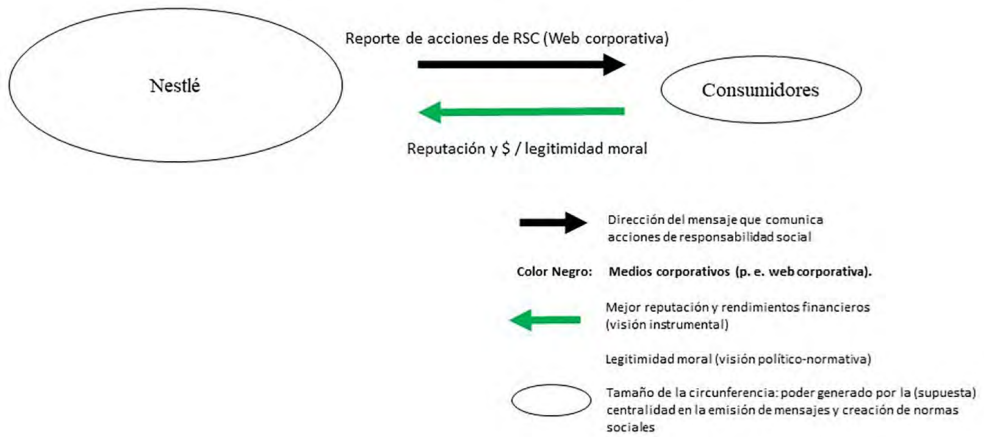 Reporte de acciones de RSC (Web corporativa)
Nestlé
Consumidores
Reputación y $ / legitimidad moral
Dirección del mensaje que comunica
acciones de responsabilidad social
Color Negro: Medios corporativos (p. e. web corporativa).
Mejor reputación y rendimientos financieros
(visión instrumental)
Legitimidad moral (visión político-normativa)
Tamaño de la circunferencia: poder generado por la (supuesta)
centralidad en la emisión de mensajes y creación de normas
sociales